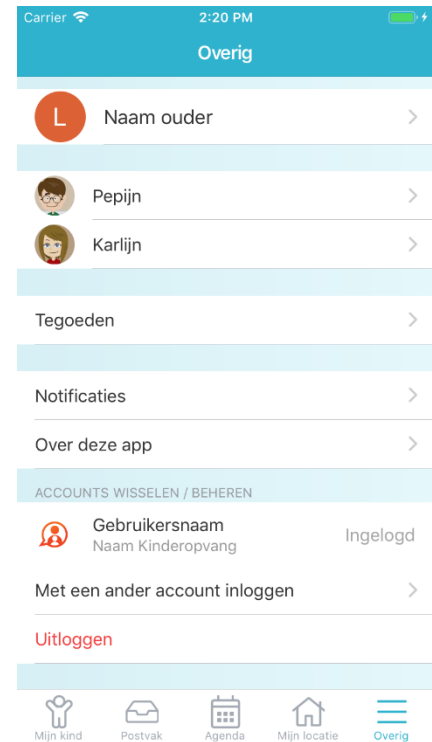 Carrier 2:20 PM
Overig
L Naam ouder
Pepijn
Karlijn
Tegoeden
Notificaties
Over deze app
ACCOUNTS WISSELEN / BEHEREN
Gebruikersnaam
Naam Kinderopvang
Ingelogd
Met een ander account inloggen
Uitloggen
Mijn kind Postvak Agenda Mijn locatie Overig